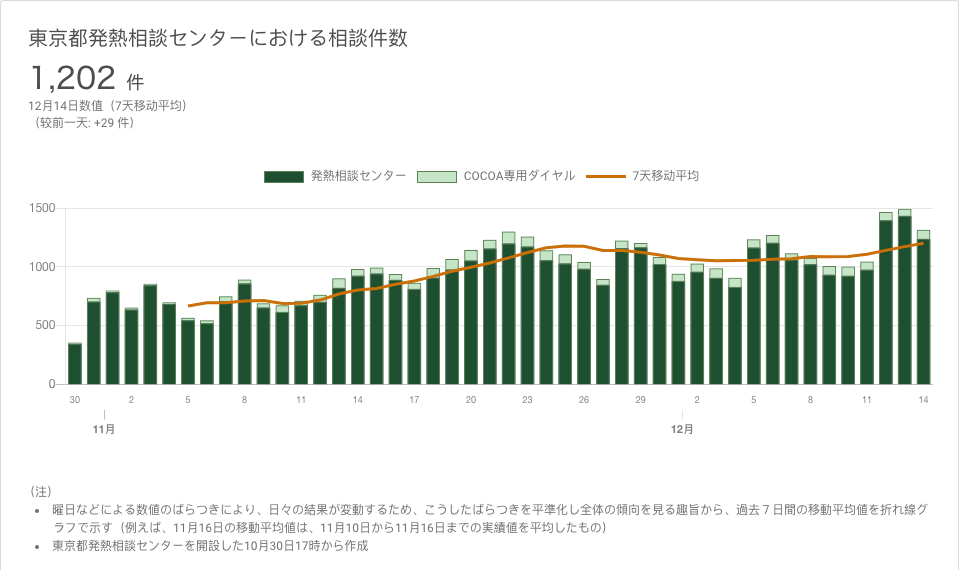 東京都発熱相談センターにおける相談件数
1,202 件
12月14日数值（7天移动平均）
（较前一天: +29 件）
発熱相談センター COCOA専用ダイヤル 7天移动平均
1500
1000
500
0
30 2 5 8 11 14 17 20 23 26 29 2 5 8 11 14
11月 12月
（注）
• 曜日などによる数値のばらつきにより、日々の結果が変動するため、こうしたばらつきを平準化し全体の傾向を見る趣旨から、過去７日間の移動平均値を折れ線グ
ラフで示す（例えば、11月16日の移動平均値は、11月10日から11月16日までの実績値を平均したもの）
• 東京都発熱相談センターを開設した10月30日17時から作成